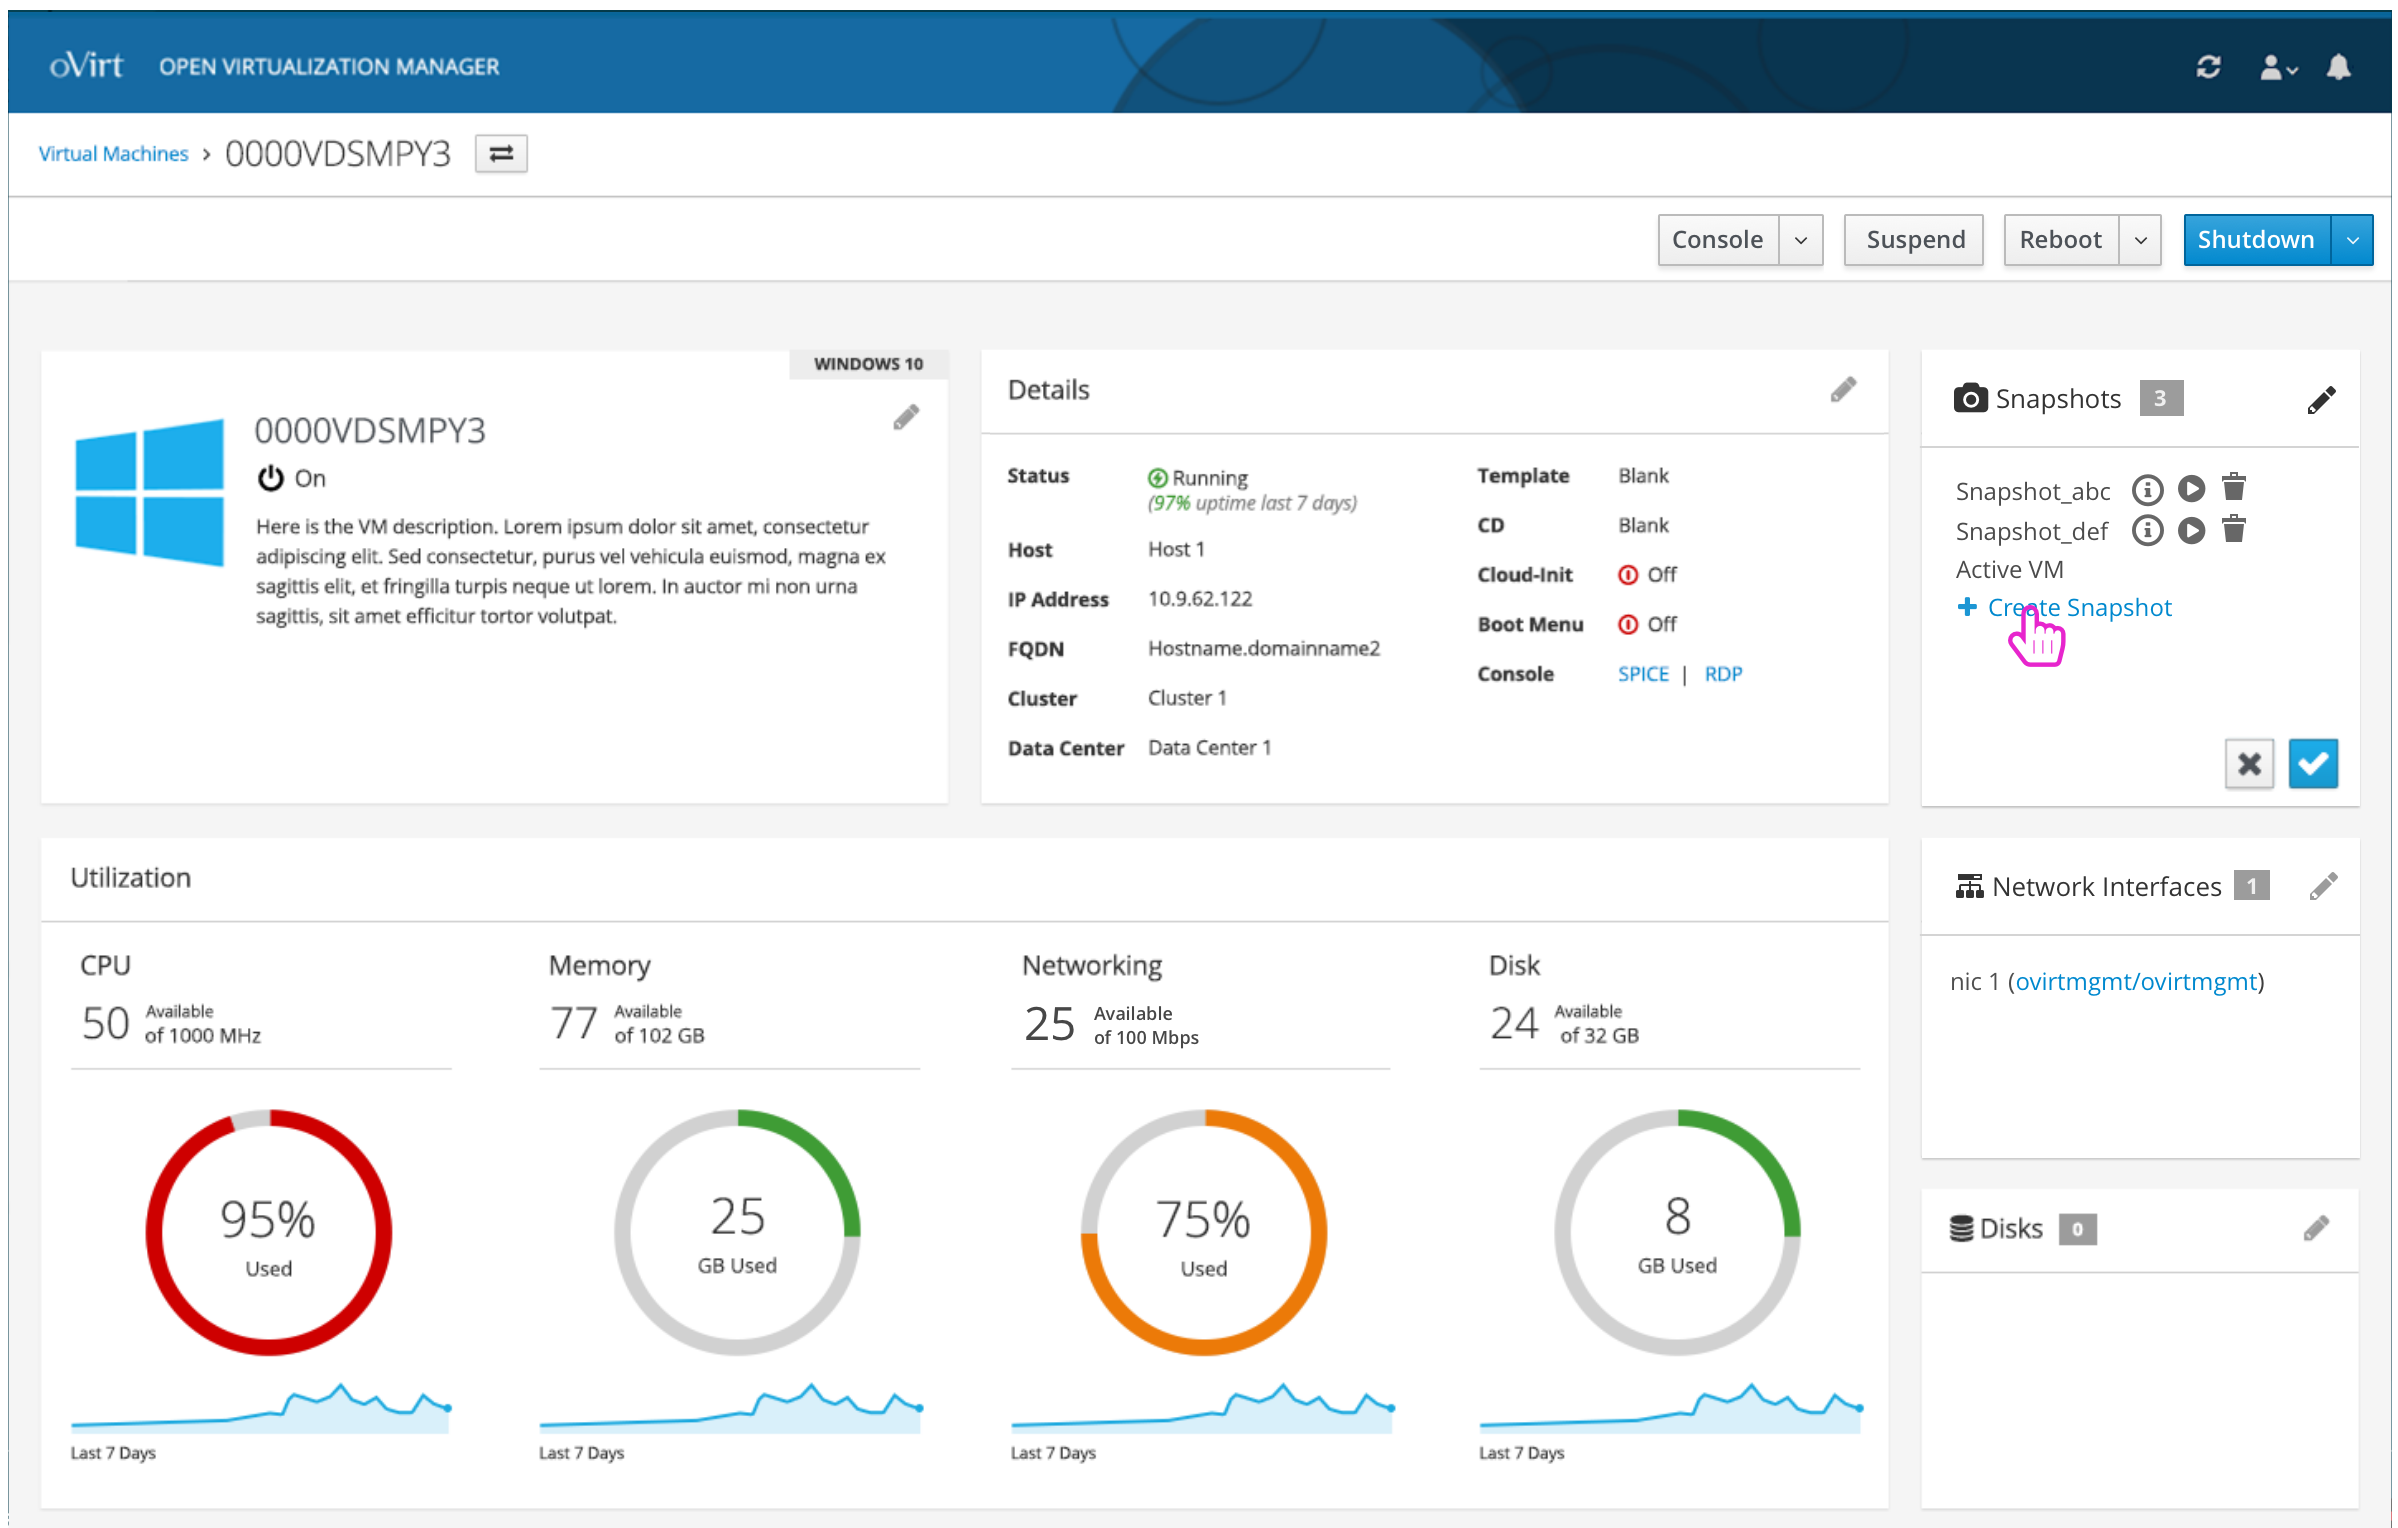 oVirt OPEN VIRTUALIZATION MANAGER
Virtual Machines > 0000VDSMPY3
Console Suspend Reboot Shutdown
WINDOWS 10
0000VDSMPY3
On
Here is the VM description. Lorem ipsum dolor sit amet, consectetur
adipiscing elit. Sed consectetur, purus vel vehicula euismod, magna ex
sagittis elit, et fringilla turpis neque ut lorem. In auctor mi non urna
sagittis, sit amet efficitur tortor volutpat.
Details
Status Running
(97% uptime last 7 days)
Host Host 1
IP Address 10.9.62.122
FQDN Hostname.domainname2
Cluster Cluster 1
Data Center Data Center 1
Template Blank
CD Blank
Cloud-Init Off
Boot Menu Off
Console SPICE | RDP
Snapshots 3
Snapshot_abc
Snapshot_def
Active VM
+ Create Snapshot
Utilization
CPU
50 Available
of 1000 MHz
95%
Used
Last 7 Days
Memory
77 Available
of 102 GB
25
GB Used
Last 7 Days
Networking
25 Available
of 100 Mbps
75%
Used
Last 7 Days
Disk
24 Available
of 32 GB
8
GB Used
Last 7 Days
Network Interfaces 1
nic 1 (ovirtmgmt/ovirtmgmt)
Disks 0